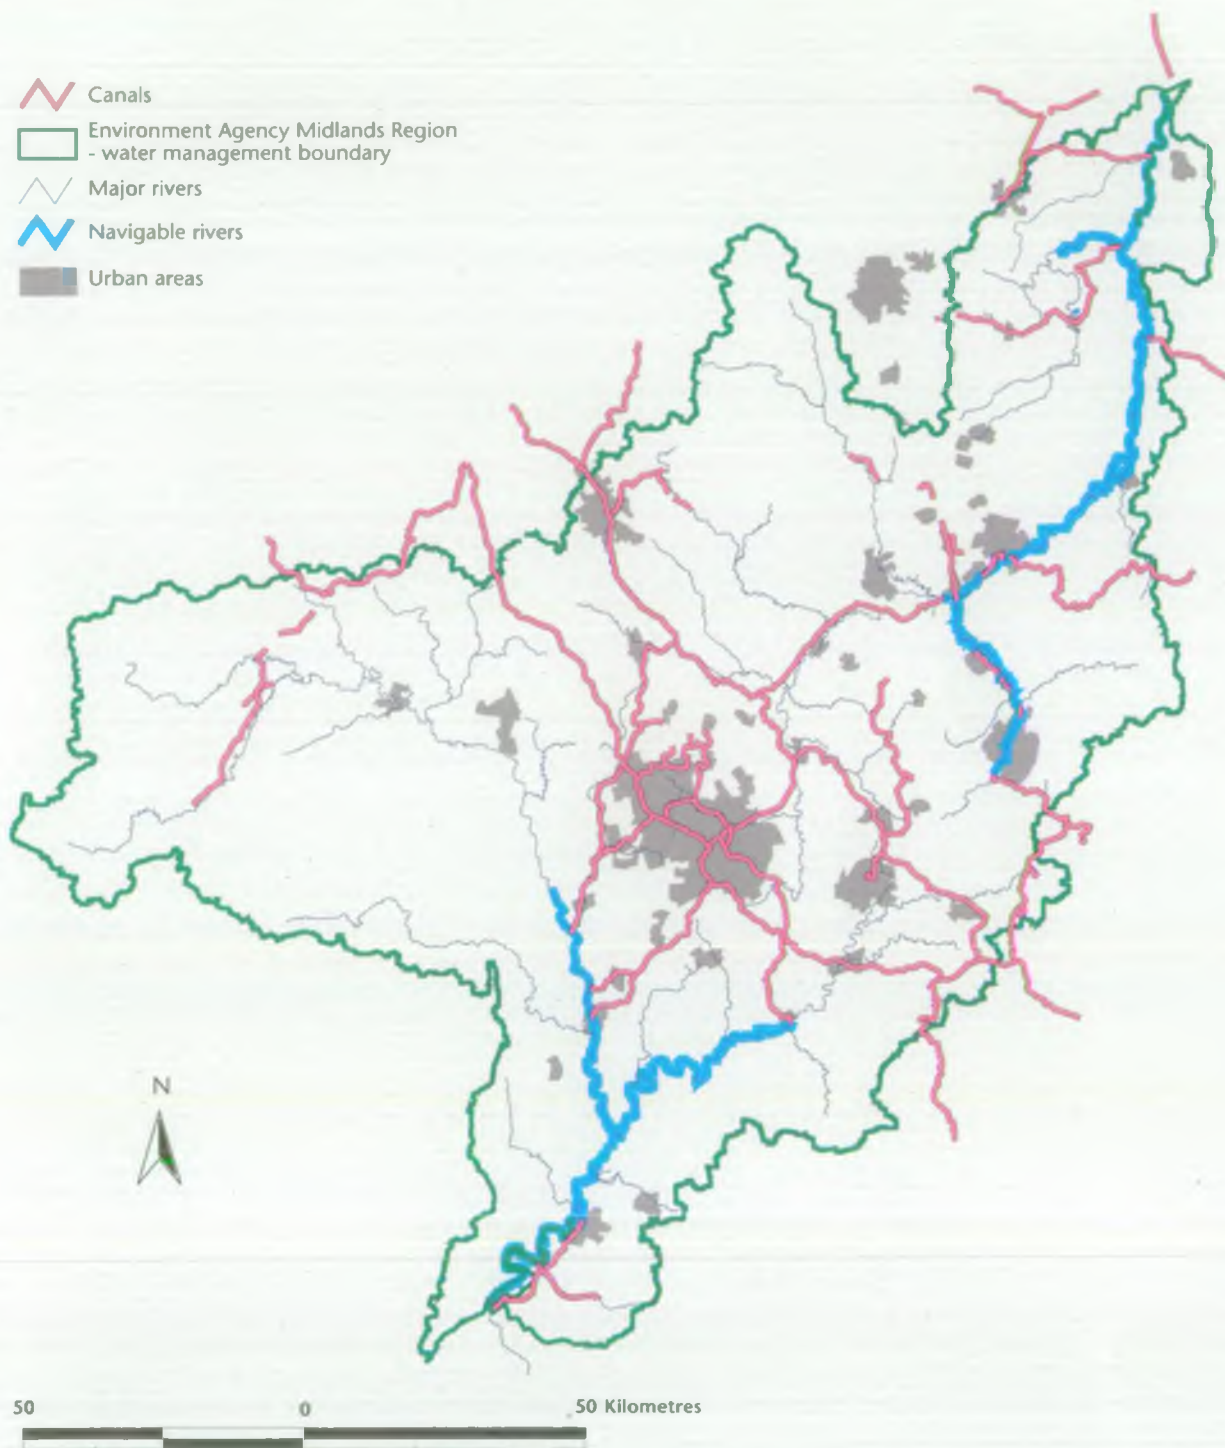 Canals
Environment Agency Midlands Region
- water management boundary
Major rivers
Navigable rivers
Urban areas
N
50 0 50 Kilometres